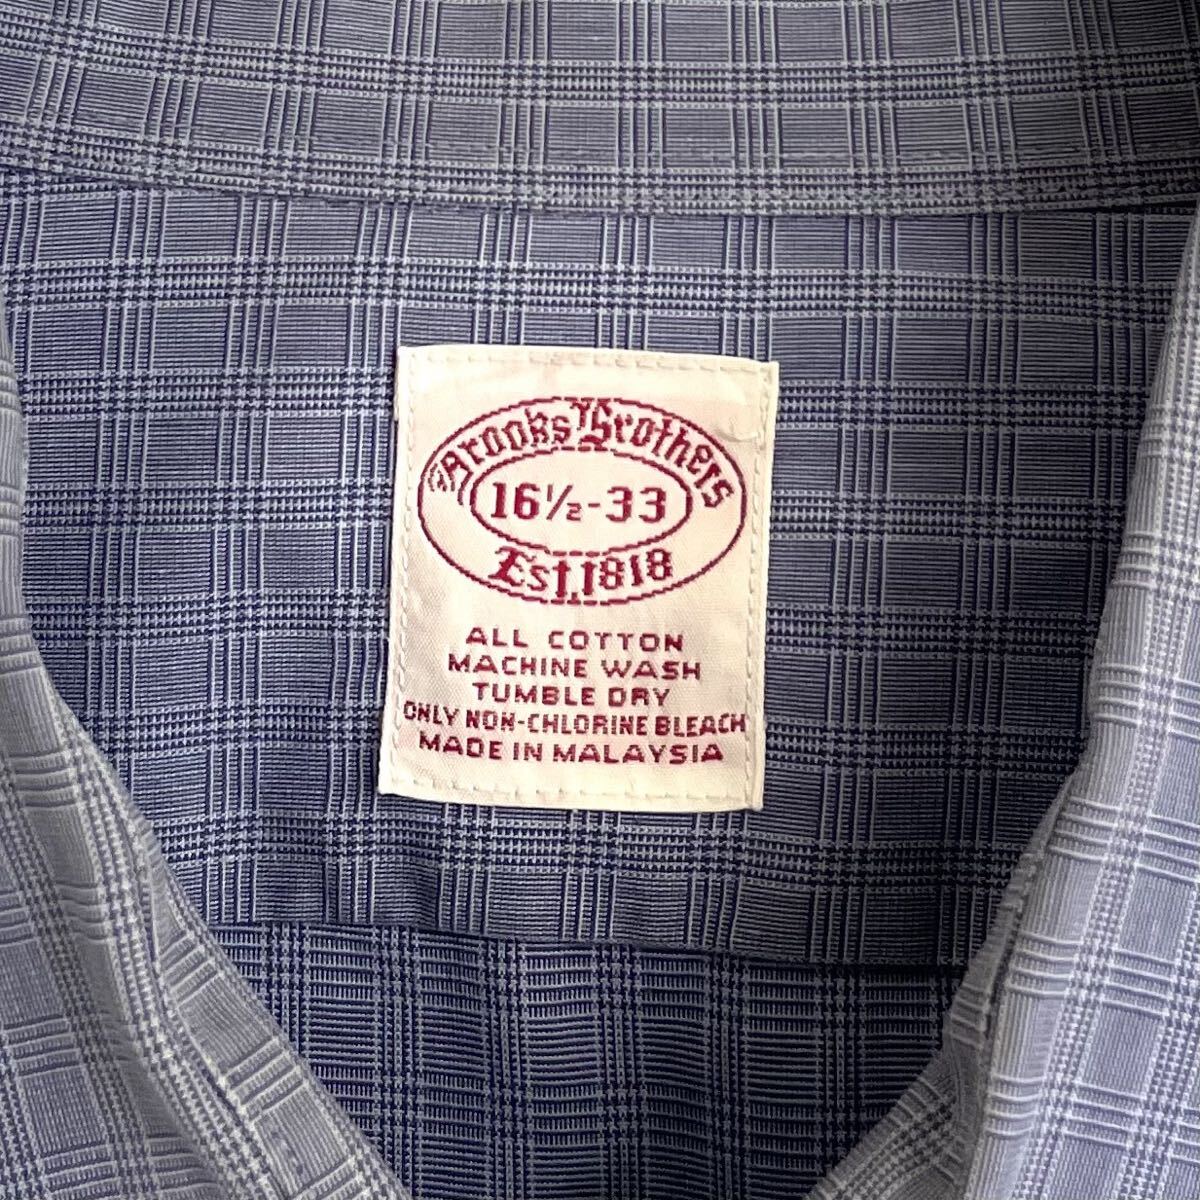 Brooks Brothers
16½-33
Est. 1818
ALL COTTON
MACHINE WASH
TUMBLE DRY
ONLY NON-CHLORINE BLEACH
MADE IN MALAYSIA